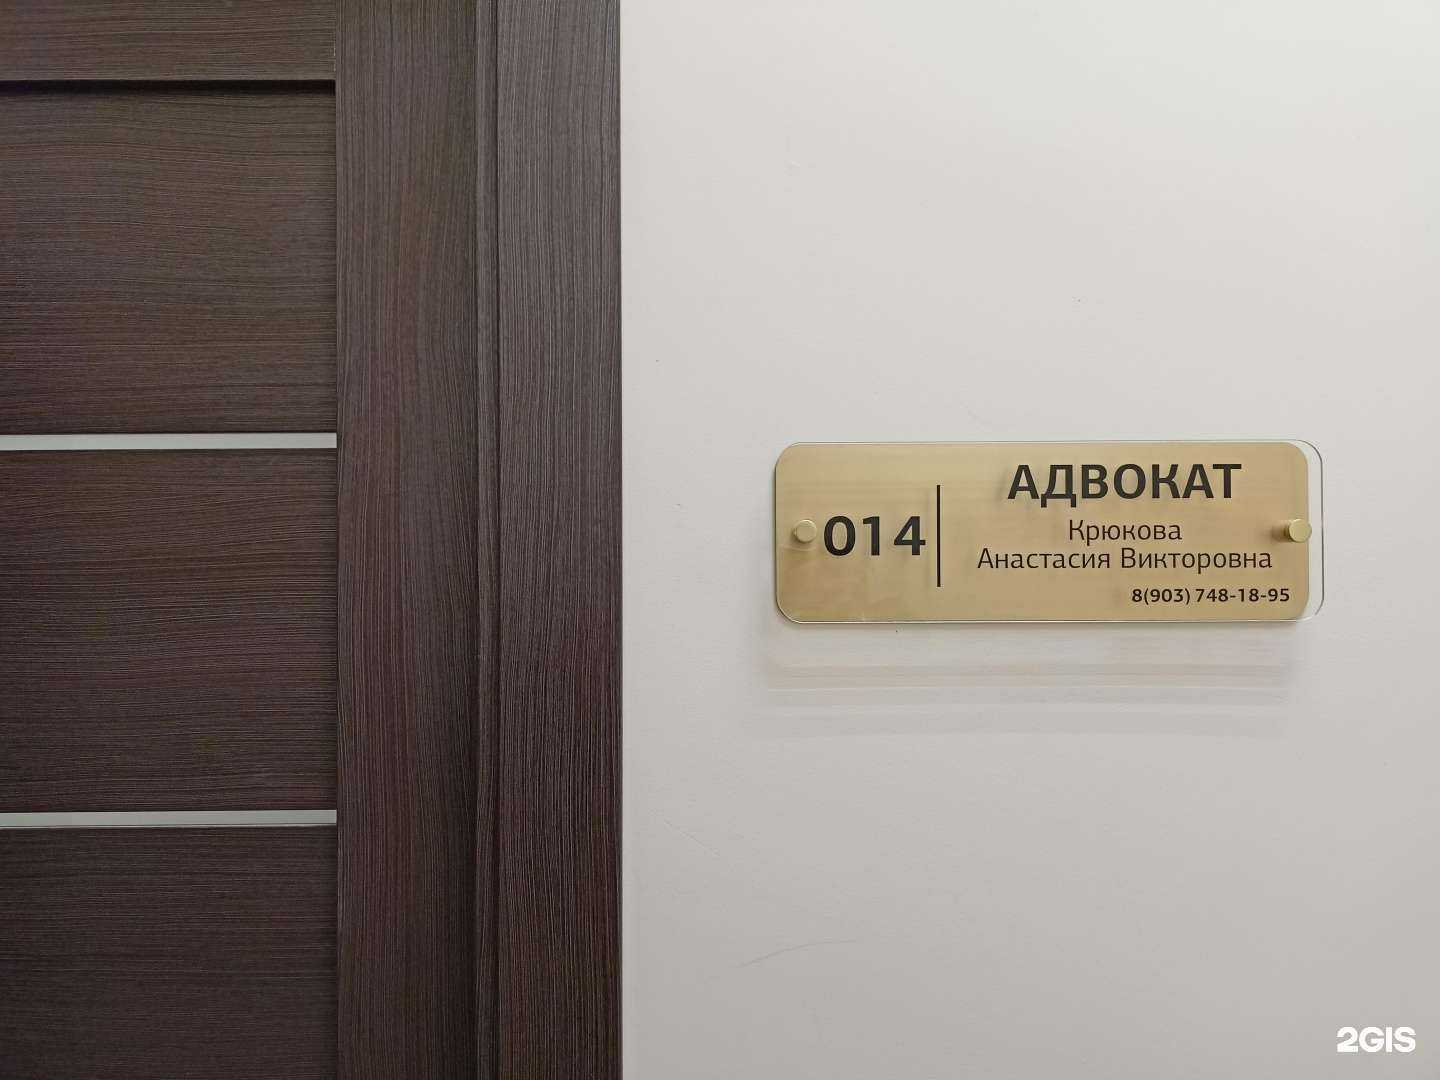 014
АДВОКАТ
Крюкова
Анастасия Викторовна
8(903) 748-18-95
2GIS